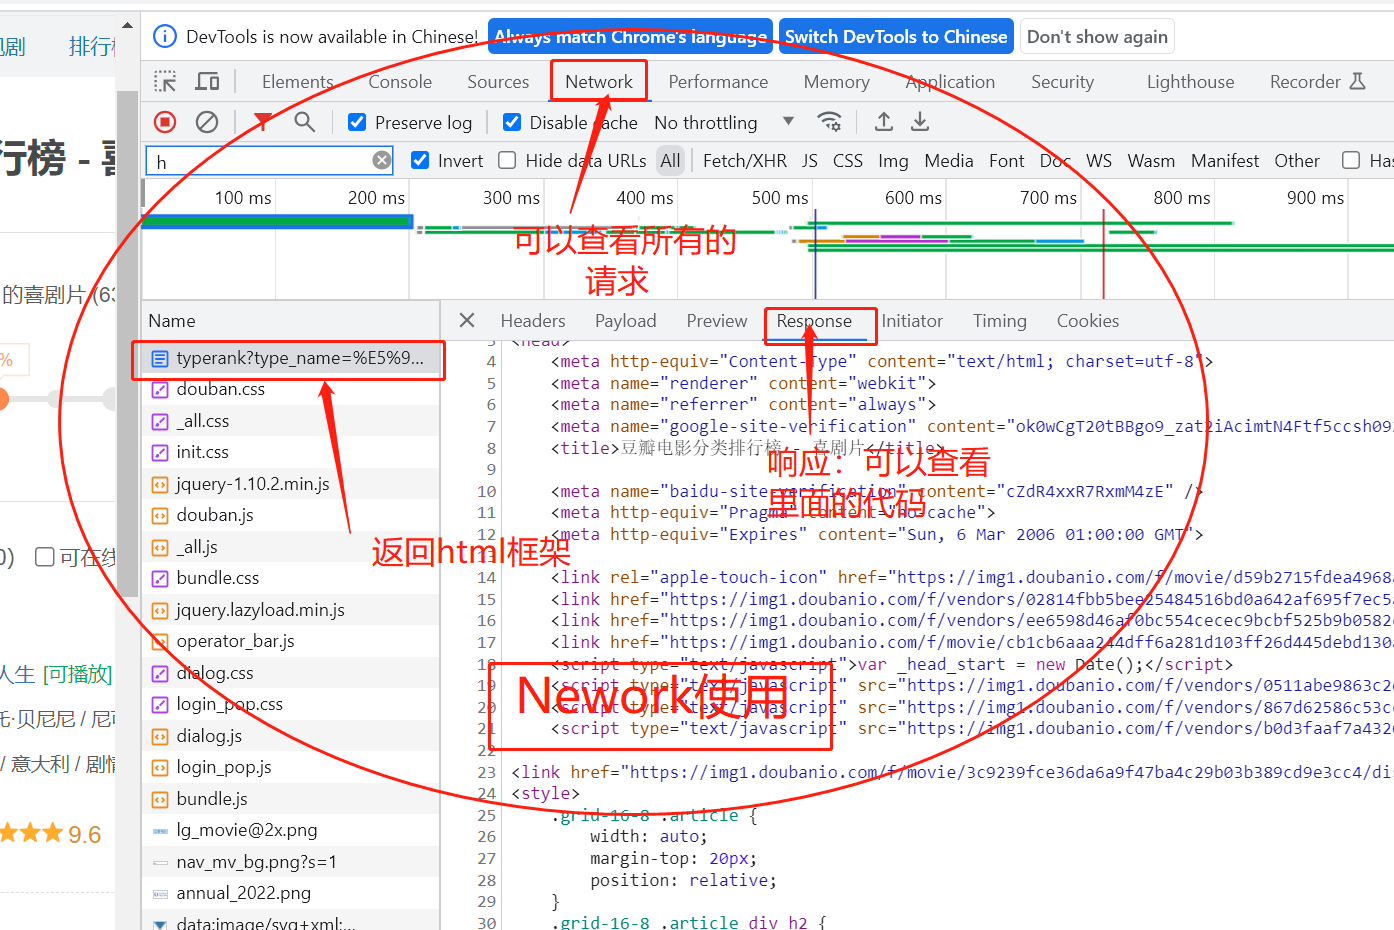 DevTools is now available in Chinese!
Always match Chrome's language
Switch DevTools to Chinese
Don't show again
Elements
Console
Sources
Network
Performance
Memory
Application
Security
Lighthouse
Recorder
Preserve log
Disable cache
No throttling
h
Invert
Hide data URLs
All
Fetch/XHR
JS
CSS
Img
Media
Font
Doc
WS
Wasm
Manifest
Other
Has
100 ms
200 ms
300 ms
400 ms
500 ms
600 ms
700 ms
800 ms
900 ms
可以查看所有的
请求
Name
Headers
Payload
Preview
Response
Initiator
Timing
Cookies
typerank?type_name=%E5%9...
douban.css
_all.css
init.css
jquery-1.10.2.min.js
douban.js
_all.js
bundle.css
jquery.lazyload.min.js
operator_bar.js
dialog.css
login_pop.css
dialog.js
login_pop.js
bundle.js
lg_movie@2x.png
nav_mv_bg.png?s=1
annual_2022.png
data:image/svg+xml;...
3 <head>
4 <meta http-equiv="Content-Type" content="text/html; charset=utf-8">
5 <meta name="renderer" content="webkit">
6 <meta name="referrer" content="always">
7 <meta name="google-site-verification" content="ok0wCgT20tBBgo9_zat2iAcimtN4Ftf5ccsh09
8 <title>豆瓣电影分类排行榜 - 喜剧片</title>
9
10 <meta name="baidu-site-verification" content="cZdR4xxR7RxmM4zE" />
11 <meta http-equiv="Pragma" content="no-cache">
12 <meta http-equiv="Expires" content="Sun, 6 Mar 2006 01:00:00 GMT">
13
14 <link rel="apple-touch-icon" href="https://img1.doubanio.com/f/movie/d59b2715fdea4968a
15 <link href="https://img1.doubanio.com/f/vendors/02814fbb5bee25484516bd0a642af695f7ec5
16 <link href="https://img1.doubanio.com/f/vendors/ee6598d46af0bc554cecec9bcbf525b9b0582
17 <link href="https://img1.doubanio.com/f/movie/cb1cb6aaa244dff6a281d103ff26d445debd130
18 <script type="text/javascript">var _head_start = new Date();</script>
19 <script type="text/javascript" src="https://img1.doubanio.com/f/vendors/0511abe9863c2
20 <script type="text/javascript" src="https://img1.doubanio.com/f/vendors/867d62586c53c
21 <script type="text/javascript" src="https://img1.doubanio.com/f/vendors/b0d3faaf7a432
22
23 <link href="https://img1.doubanio.com/f/movie/3c9239fce36da6a9f47ba4c29b03b389cd9e3cc4/dis
24 <style>
25 .grid-16-8 .article {
26 width: auto;
27 margin-top: 20px;
28 position: relative;
29 }
30 .grid-16-8 .article div h2 {
响应：可以查看
里面的代码
返回html框架
Nework使用
视剧
排行榜
行榜 - 喜
的喜剧片 (63
%
0)
可在线
人生 [可播放]
托·贝尼尼 / 尼可
/ 意大利 / 剧情
9.6